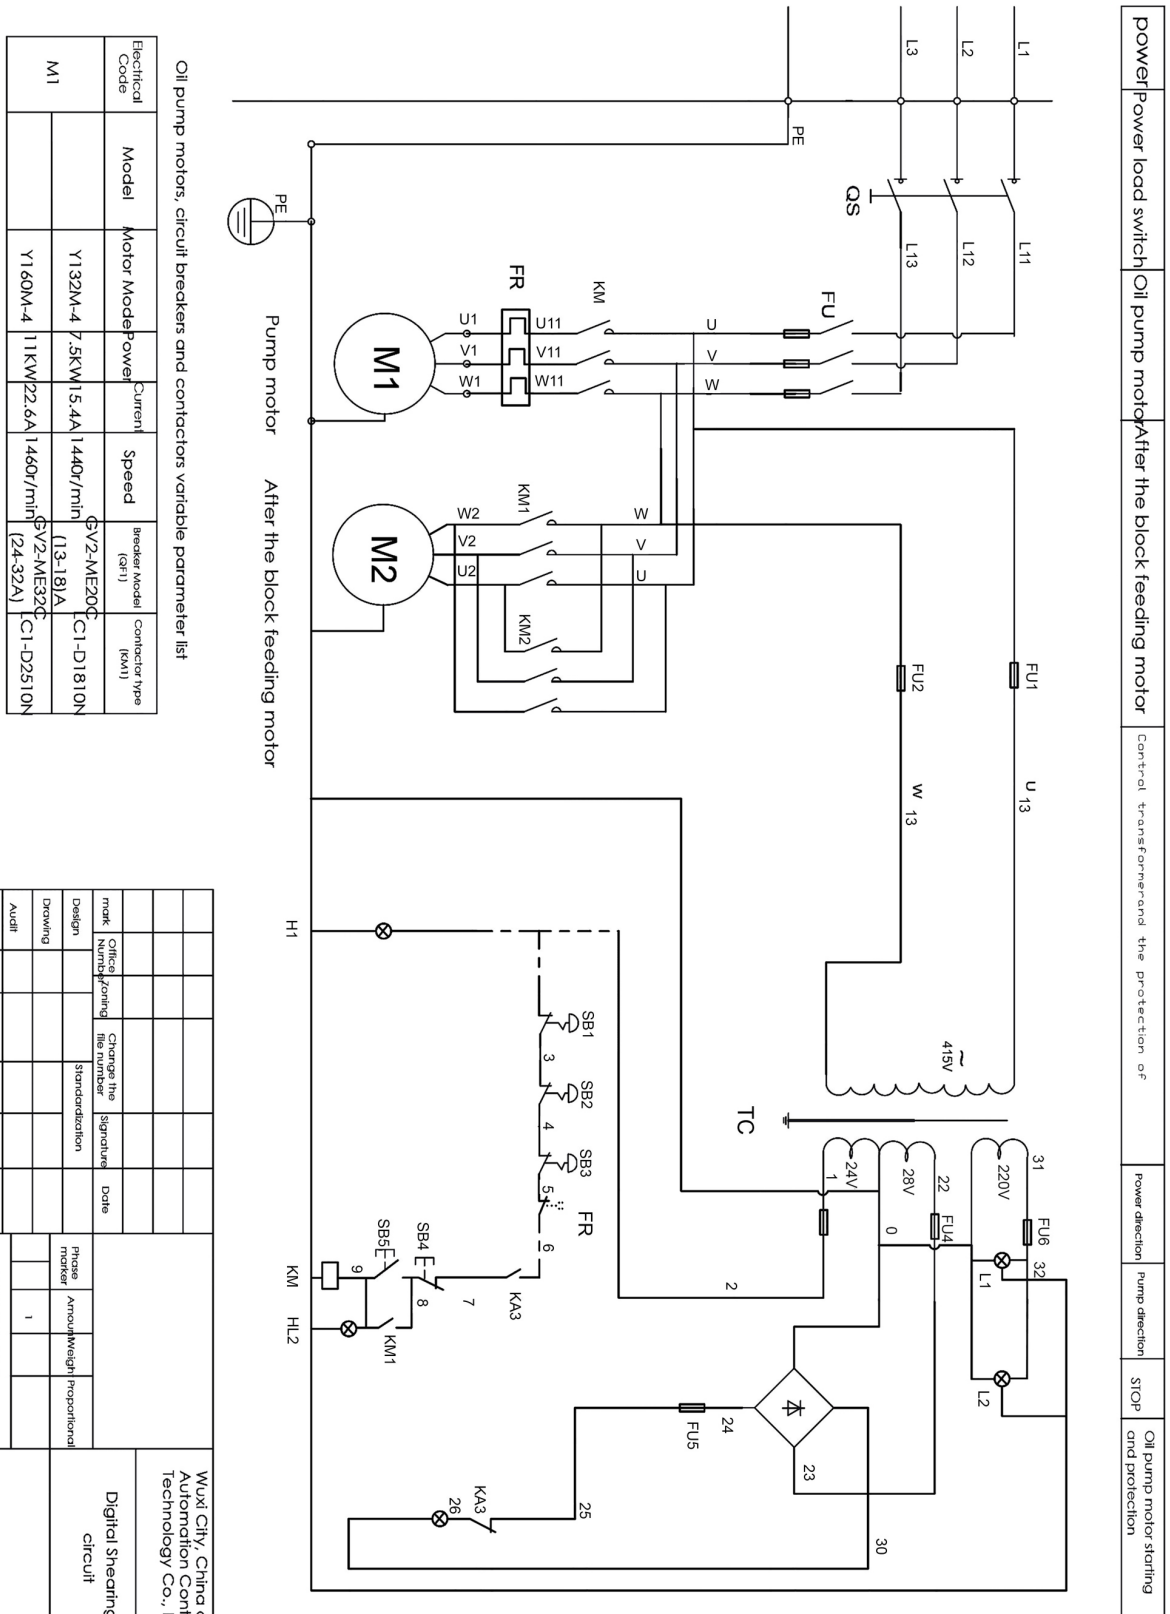 power
Power load switch
Oil pump motor
After the block feeding motor
Control transformerand the protection of
Power direction
Pump direction
STOP
Oil pump motor starting
and protection
L1
L2
L3
PE
QS
L11
L12
L13
FU
U
V
W
KM
FR
U11
V11
W11
U1
V1
W1
M1
PE
Pump motor
KM1
W
V
U
W2
V2
U2
KM2
M2
After the block feeding motor
FU1
FU2
U 13
W 13
~
415V
TC
31
220V
22
28V
24V
1
FU6
FU4
0
32
L1
L2
2
H1
SB1
3
SB2
4
SB3
5
FR
6
KA3
7
SB4
8
SB5
9
KM1
KM
HL2
23
24
FU5
25
KA3
26
30
Oil pump motors, circuit breakers and contactors variable parameter list
Electrical
Code
Model
Motor Mode
Power
Current
Speed
Breaker Model
(QF1)
Contactor type
(KM1)
M1
Y132M-4 7.5KW 15.4A 1440r/min GV2-ME20C
(13-18)A
LC1-D1810N
Y160M-4 11KW 22.6A 1460r/min GV2-ME32C
(24-32A)
LC1-D2510N
mark
Office
Number
Zoning
Change the
file number
Signature
Date
Design
Standardization
Drawing
Audit
Phase
marker
Amoun
Weigh
Proportional
1
Wuxi City, China
Automation Cont
Technology Co.,
Digital Shearing
circuit